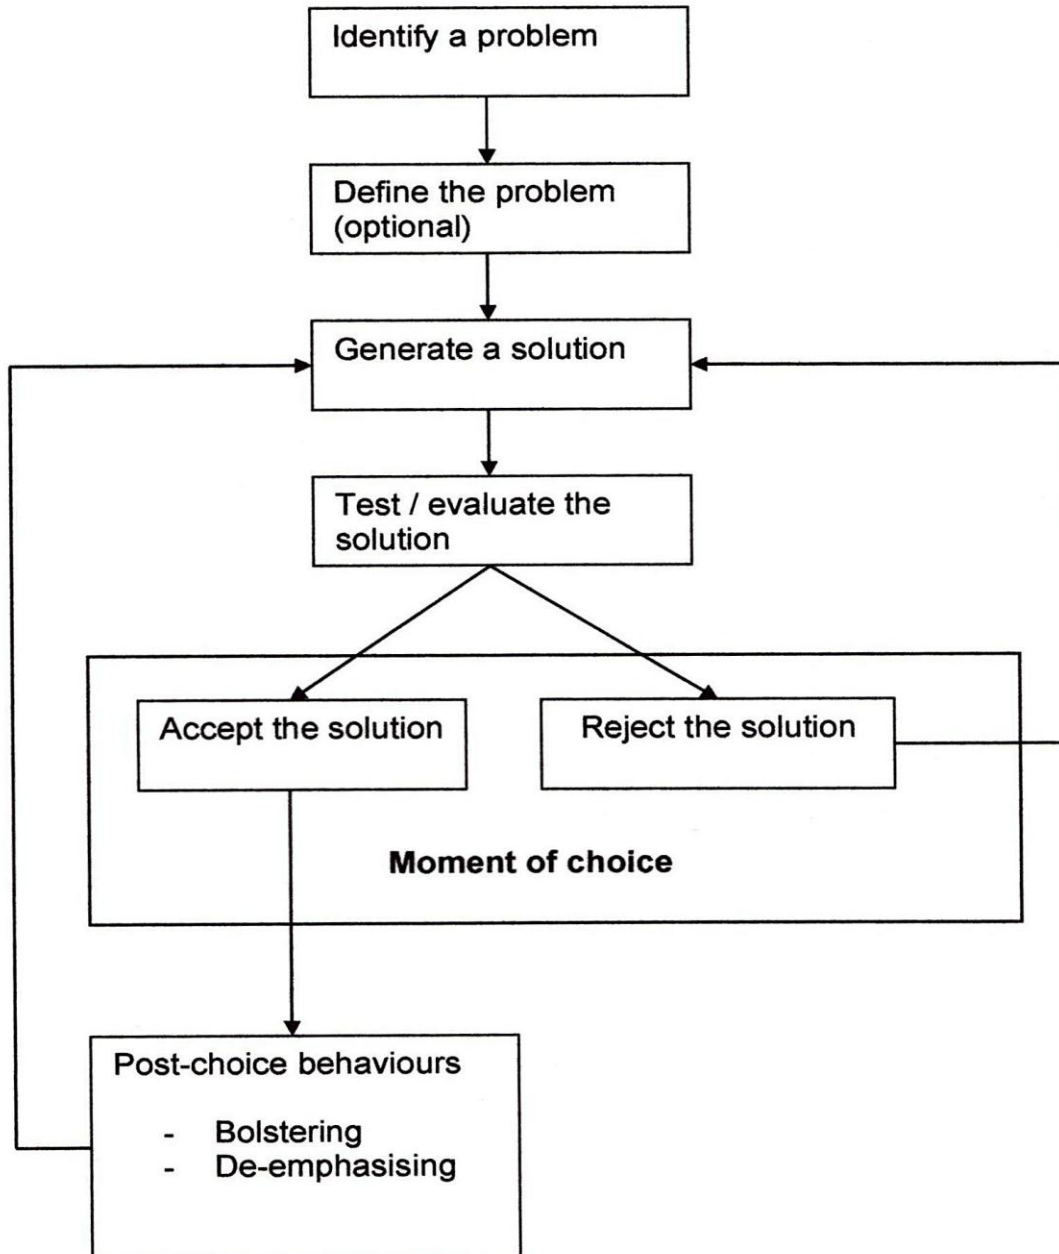 Identify a problem
Define the problem
(optional)
Generate a solution
Test / evaluate the
solution
Accept the solution
Reject the solution
Moment of choice
Post-choice behaviours
- Bolstering
- De-emphasising